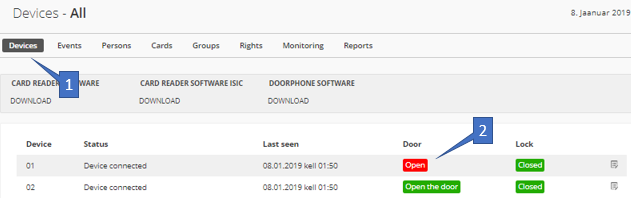 Devices - All
8. Jaanuar 2019
Devices Events Persons Cards Groups Rights Monitoring Reports
1
CARD READER WARE CARD READER SOFTWARE ISIC DOORPHONE SOFTWARE
DOWNLOAD DOWNLOAD DOWNLOAD
2
Device Status Last seen Door Lock
01 Device connected 08.01.2019 kell 01:50 Open Closed
02 Device connected 08.01.2019 kell 01:50 Open the door Closed